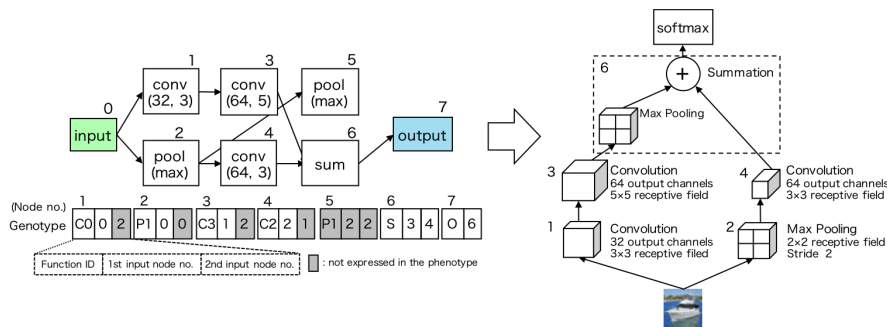 1
3
5
conv
(32, 3)
conv
(64, 5)
pool
(max)
0
input
7
output
2
4
6
pool
(max)
conv
(64, 3)
sum
(Node no.)
1 2 3 4 5 6 7
Genotype
C0 0 2 P1 0 0 C3 1 2 C2 2 1 P1 2 2 S 3 4 O 6
Function ID 1st input node no. 2nd input node no.
: not expressed in the phenotype
softmax
6
+
Summation
Max Pooling
3
Convolution
64 output channels
5×5 receptive field
4
Convolution
64 output channels
3×3 receptive field
1
Convolution
32 output channels
3×3 receptive filed
2
Max Pooling
2×2 receptive field
Stride 2